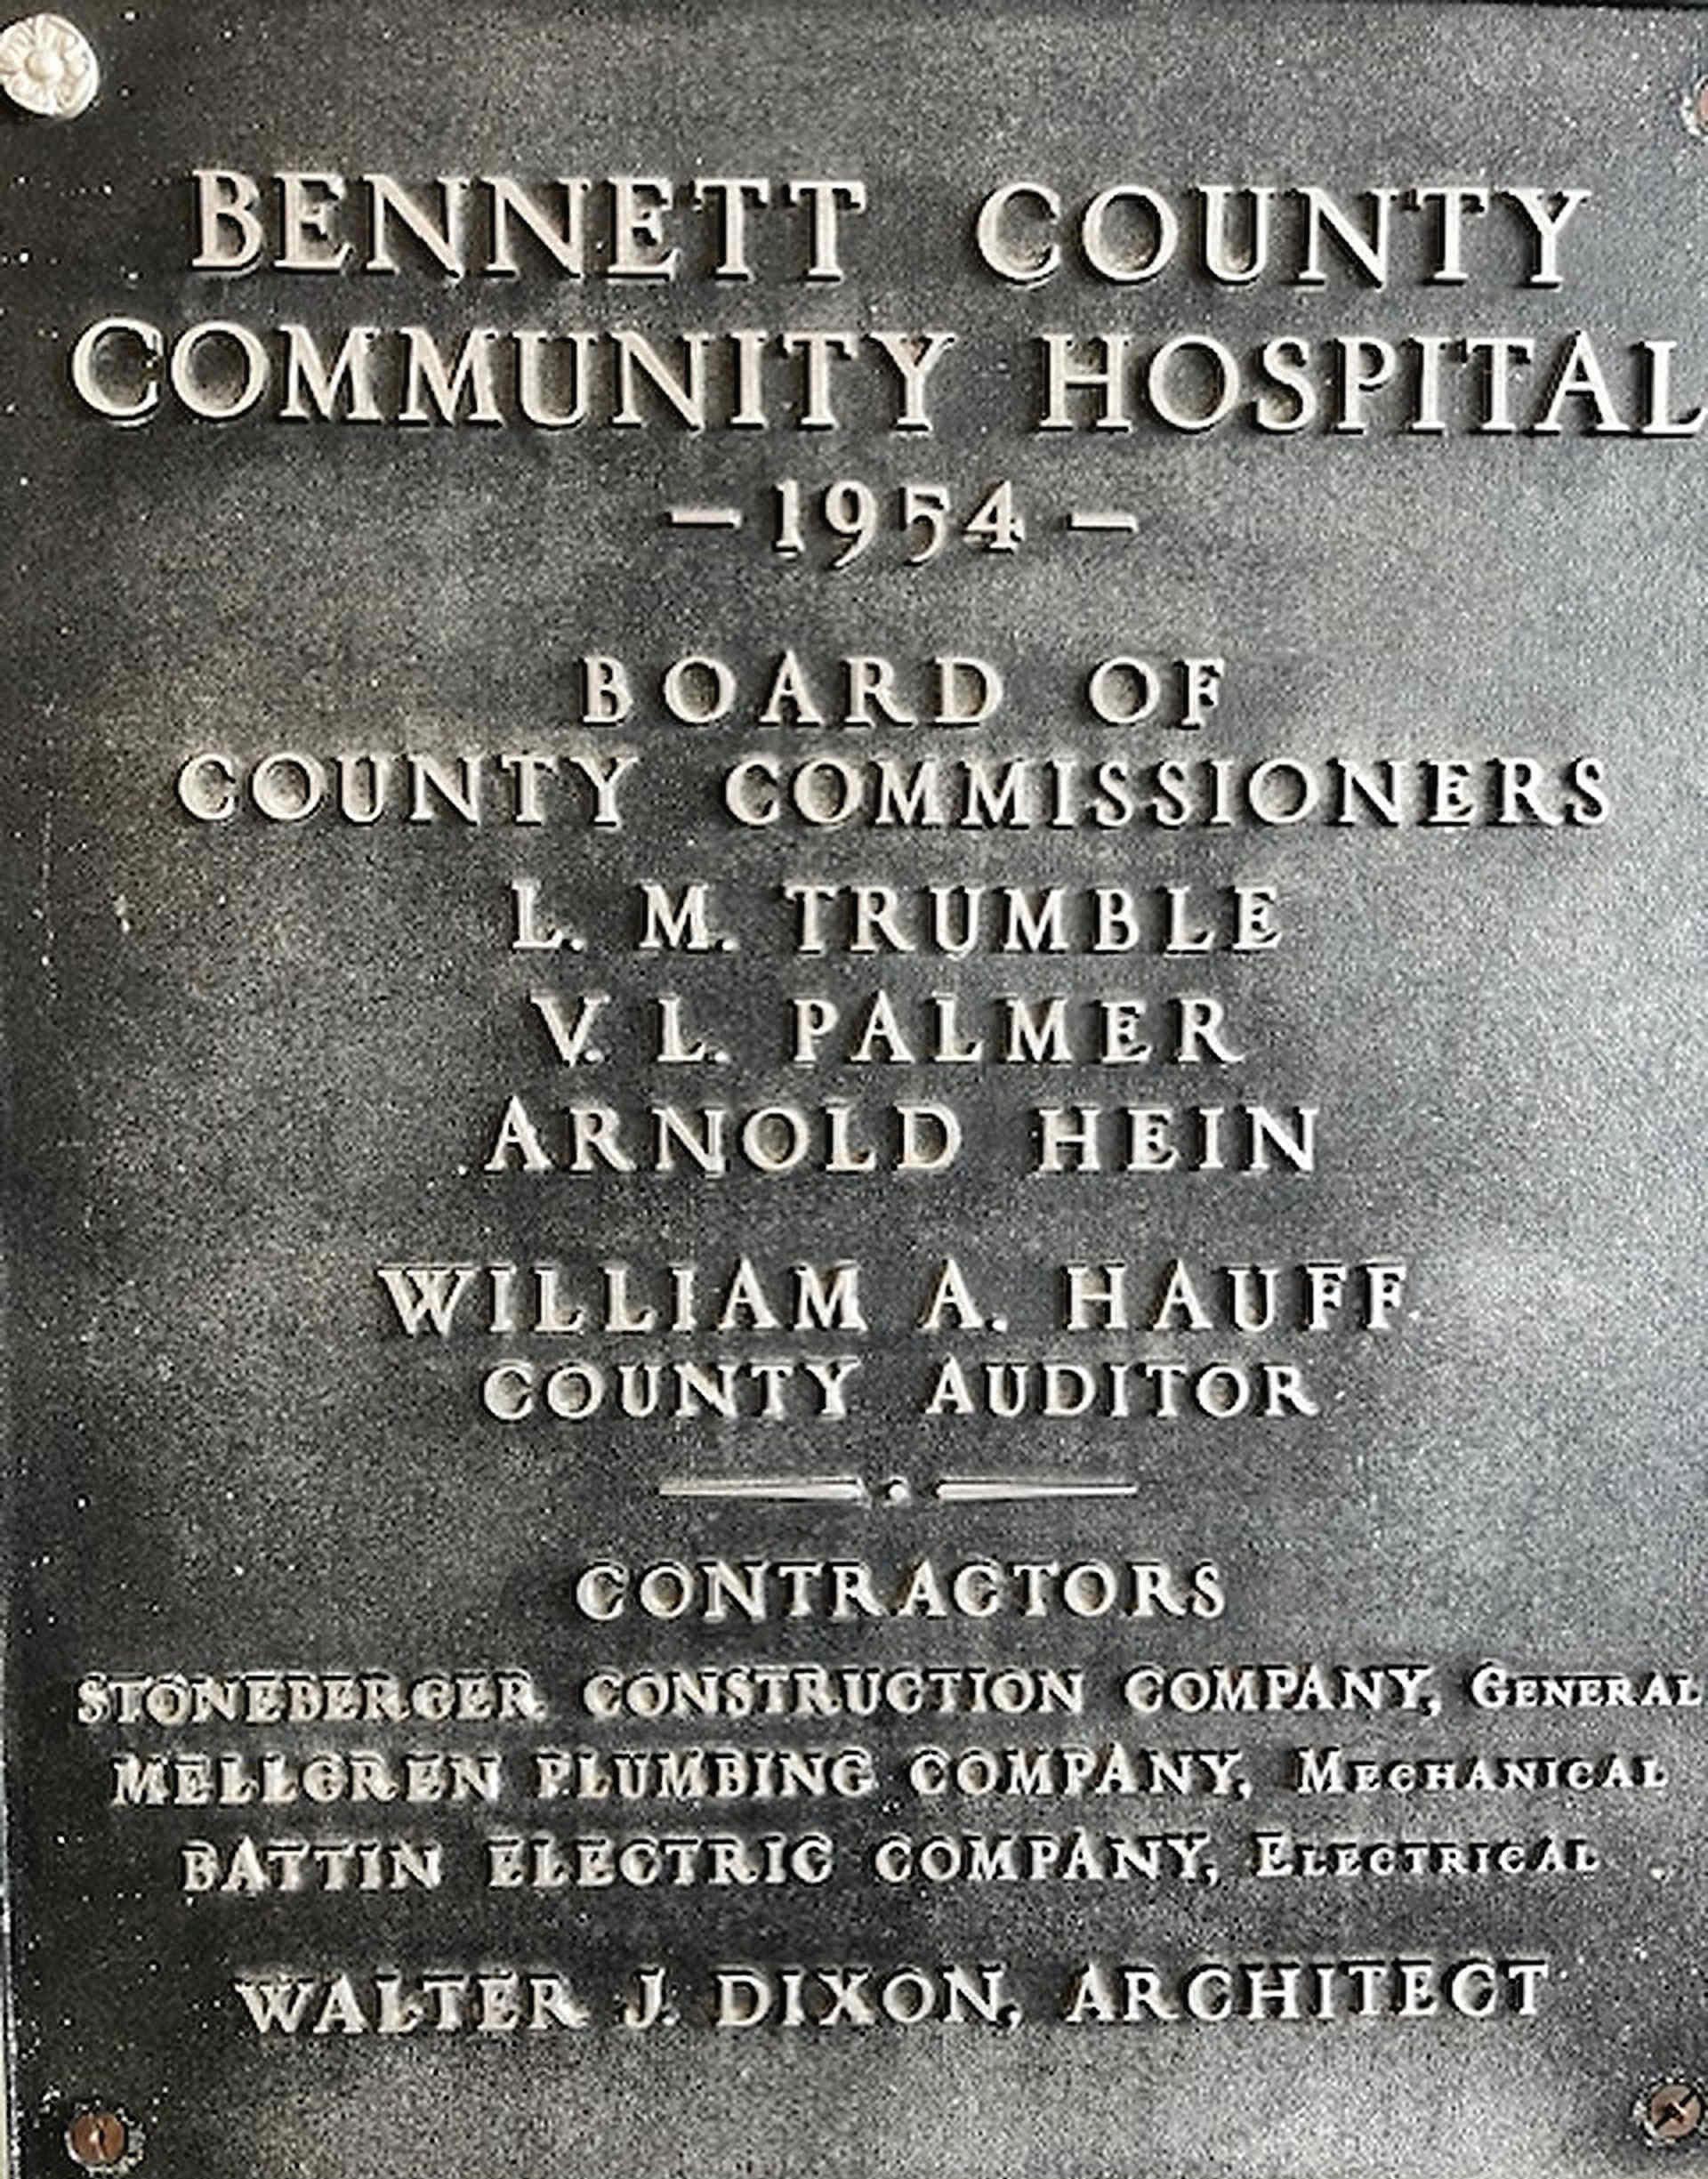 BENNETT COUNTY
COMMUNITY HOSPITAL
– 1954 –
BOARD OF
COUNTY COMMISSIONERS
L. M. TRUMBLE
V. L. PALMER
ARNOLD HEIN
WILLIAM A. HAUFF
COUNTY AUDITOR
CONTRACTORS
STONEBERGER CONSTRUCTION COMPANY, GENERAL
MELLGREN PLUMBING COMPANY, MECHANICAL
BATTIN ELECTRIC COMPANY, ELECTRICAL
WALTER J. DIXON, ARCHITECT